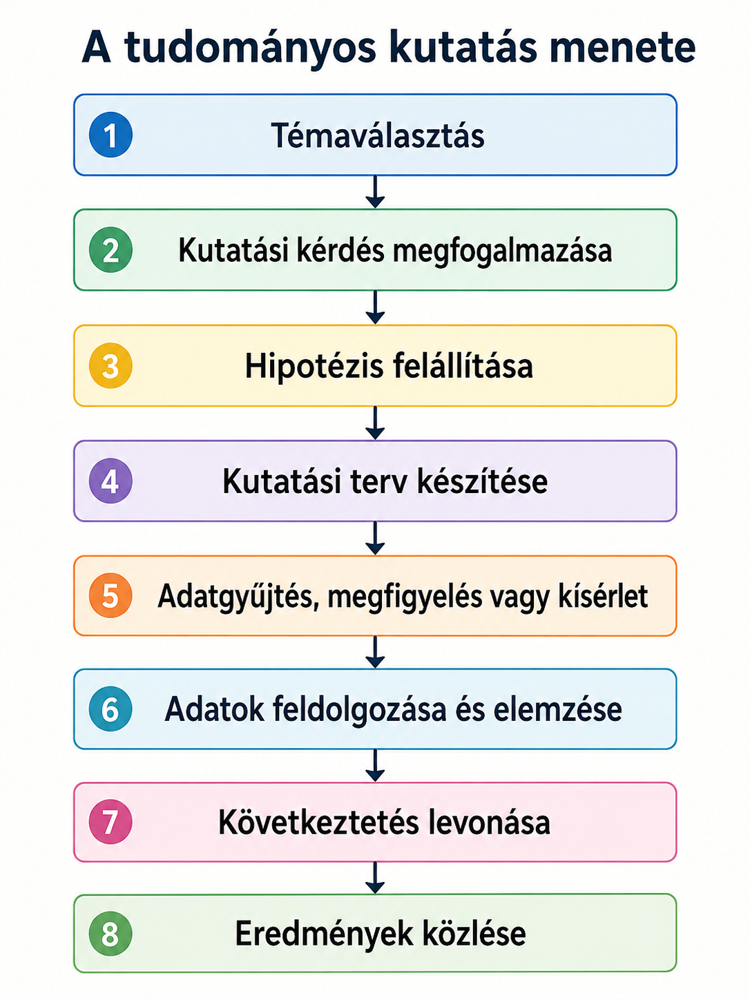 A tudományos kutatás menete
1 Témaválasztás
2 Kutatási kérdés megfogalmazása
3 Hipotézis felállítása
4 Kutatási terv készítése
5 Adatgyűjtés, megfigyelés vagy kísérlet
6 Adatok feldolgozása és elemzése
7 Következtetés levonása
8 Eredmények közlése